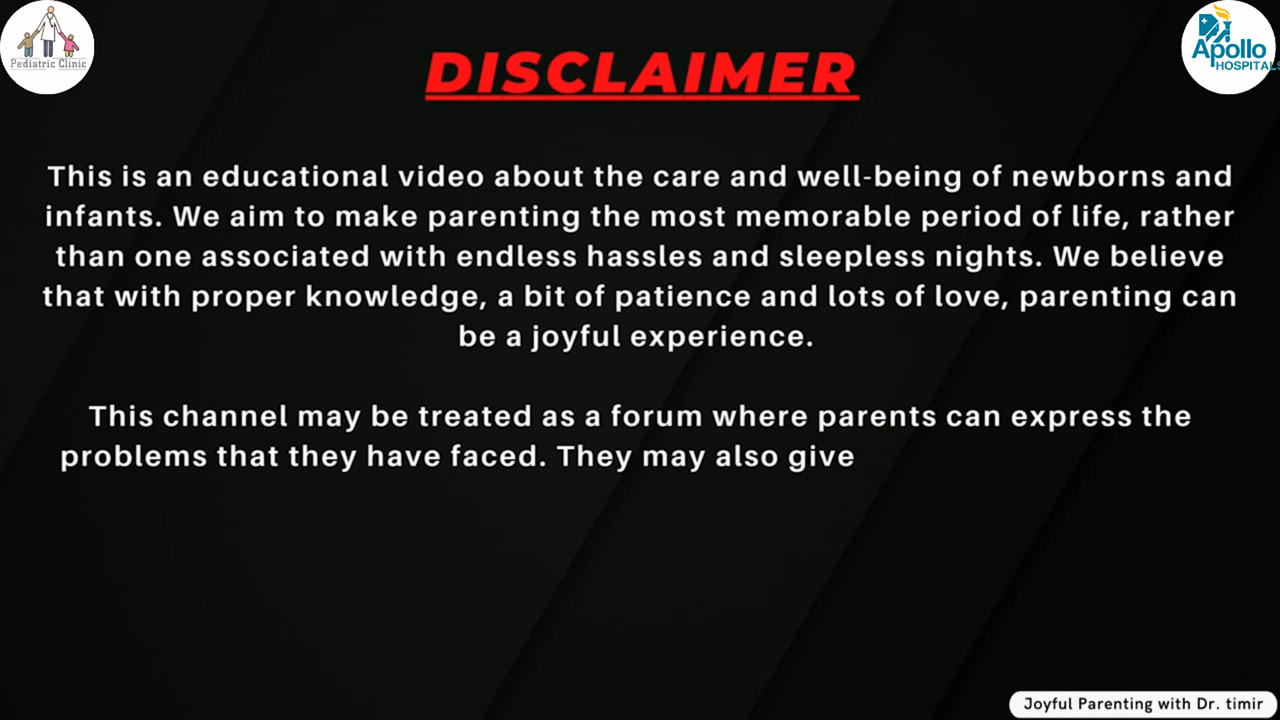 Pediatric Clinic
Apollo
HOSPITALS
DISCLAIMER
This is an educational video about the care and well-being of newborns and
infants. We aim to make parenting the most memorable period of life, rather
than one associated with endless hassles and sleepless nights. We believe
that with proper knowledge, a bit of patience and lots of love, parenting can
be a joyful experience.
This channel may be treated as a forum where parents can express the
problems that they have faced. They may also give
Joyful Parenting with Dr. timir